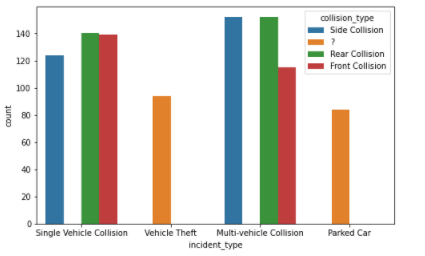 collision_type
Side Collision
?
Rear Collision
Front Collision
140
120
100
80
60
40
20
0
count
Single Vehicle Collision Vehicle Theft Multi-vehicle Collision Parked Car
incident_type